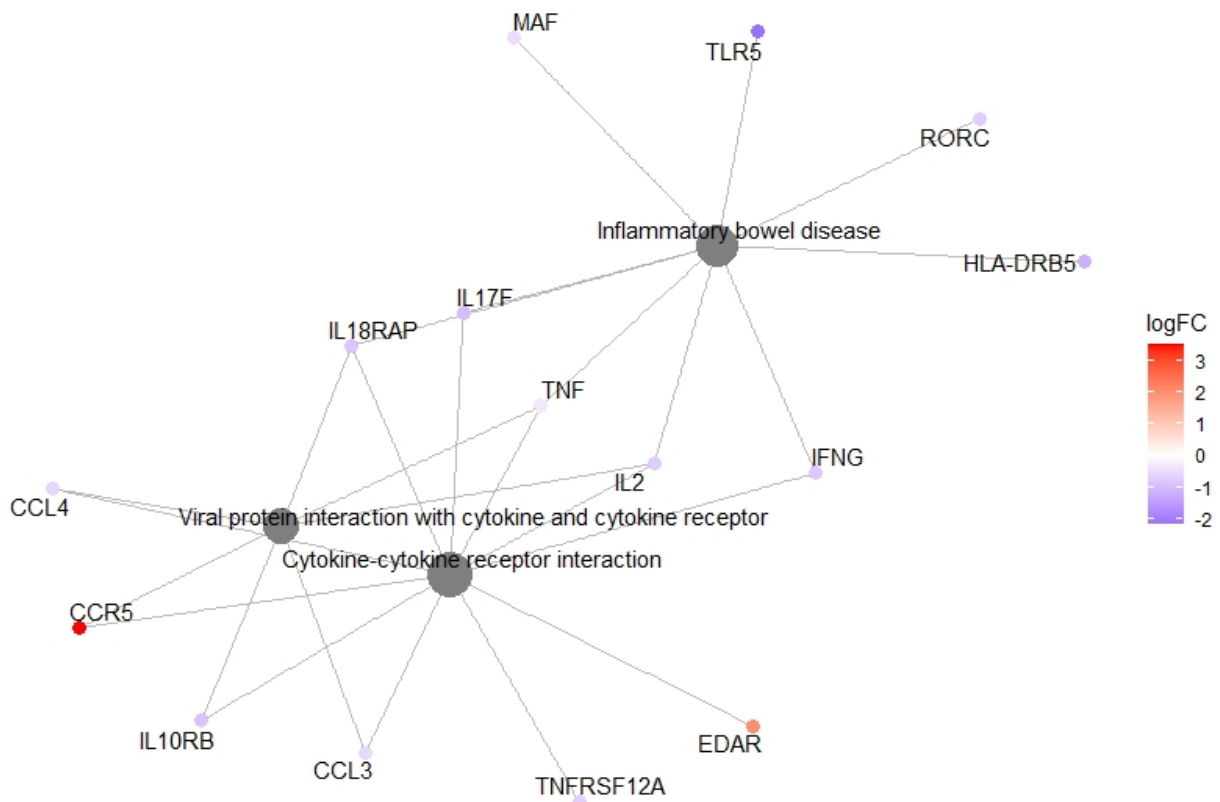 MAF
TLR5
RORC
Inflammatory bowel disease
HLA-DRB5
IL17F
IL18RAP
TNF
IFNG
IL2
CCL4
Viral protein interaction with cytokine and cytokine receptor
Cytokine-cytokine receptor interaction
CCR5
IL10RB
CCL3
EDAR
TNFRSF12A
logFC
3
2
1
0
-1
-2